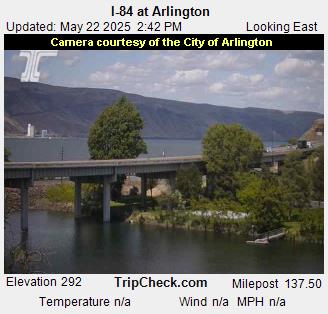 I-84 at Arlington
Updated: May 22 2025 2:42 PM Looking East
Camera courtesy of the City of Arlington
Elevation 292 TripCheck.com Milepost 137.50
Temperature n/a Wind n/a MPH n/a